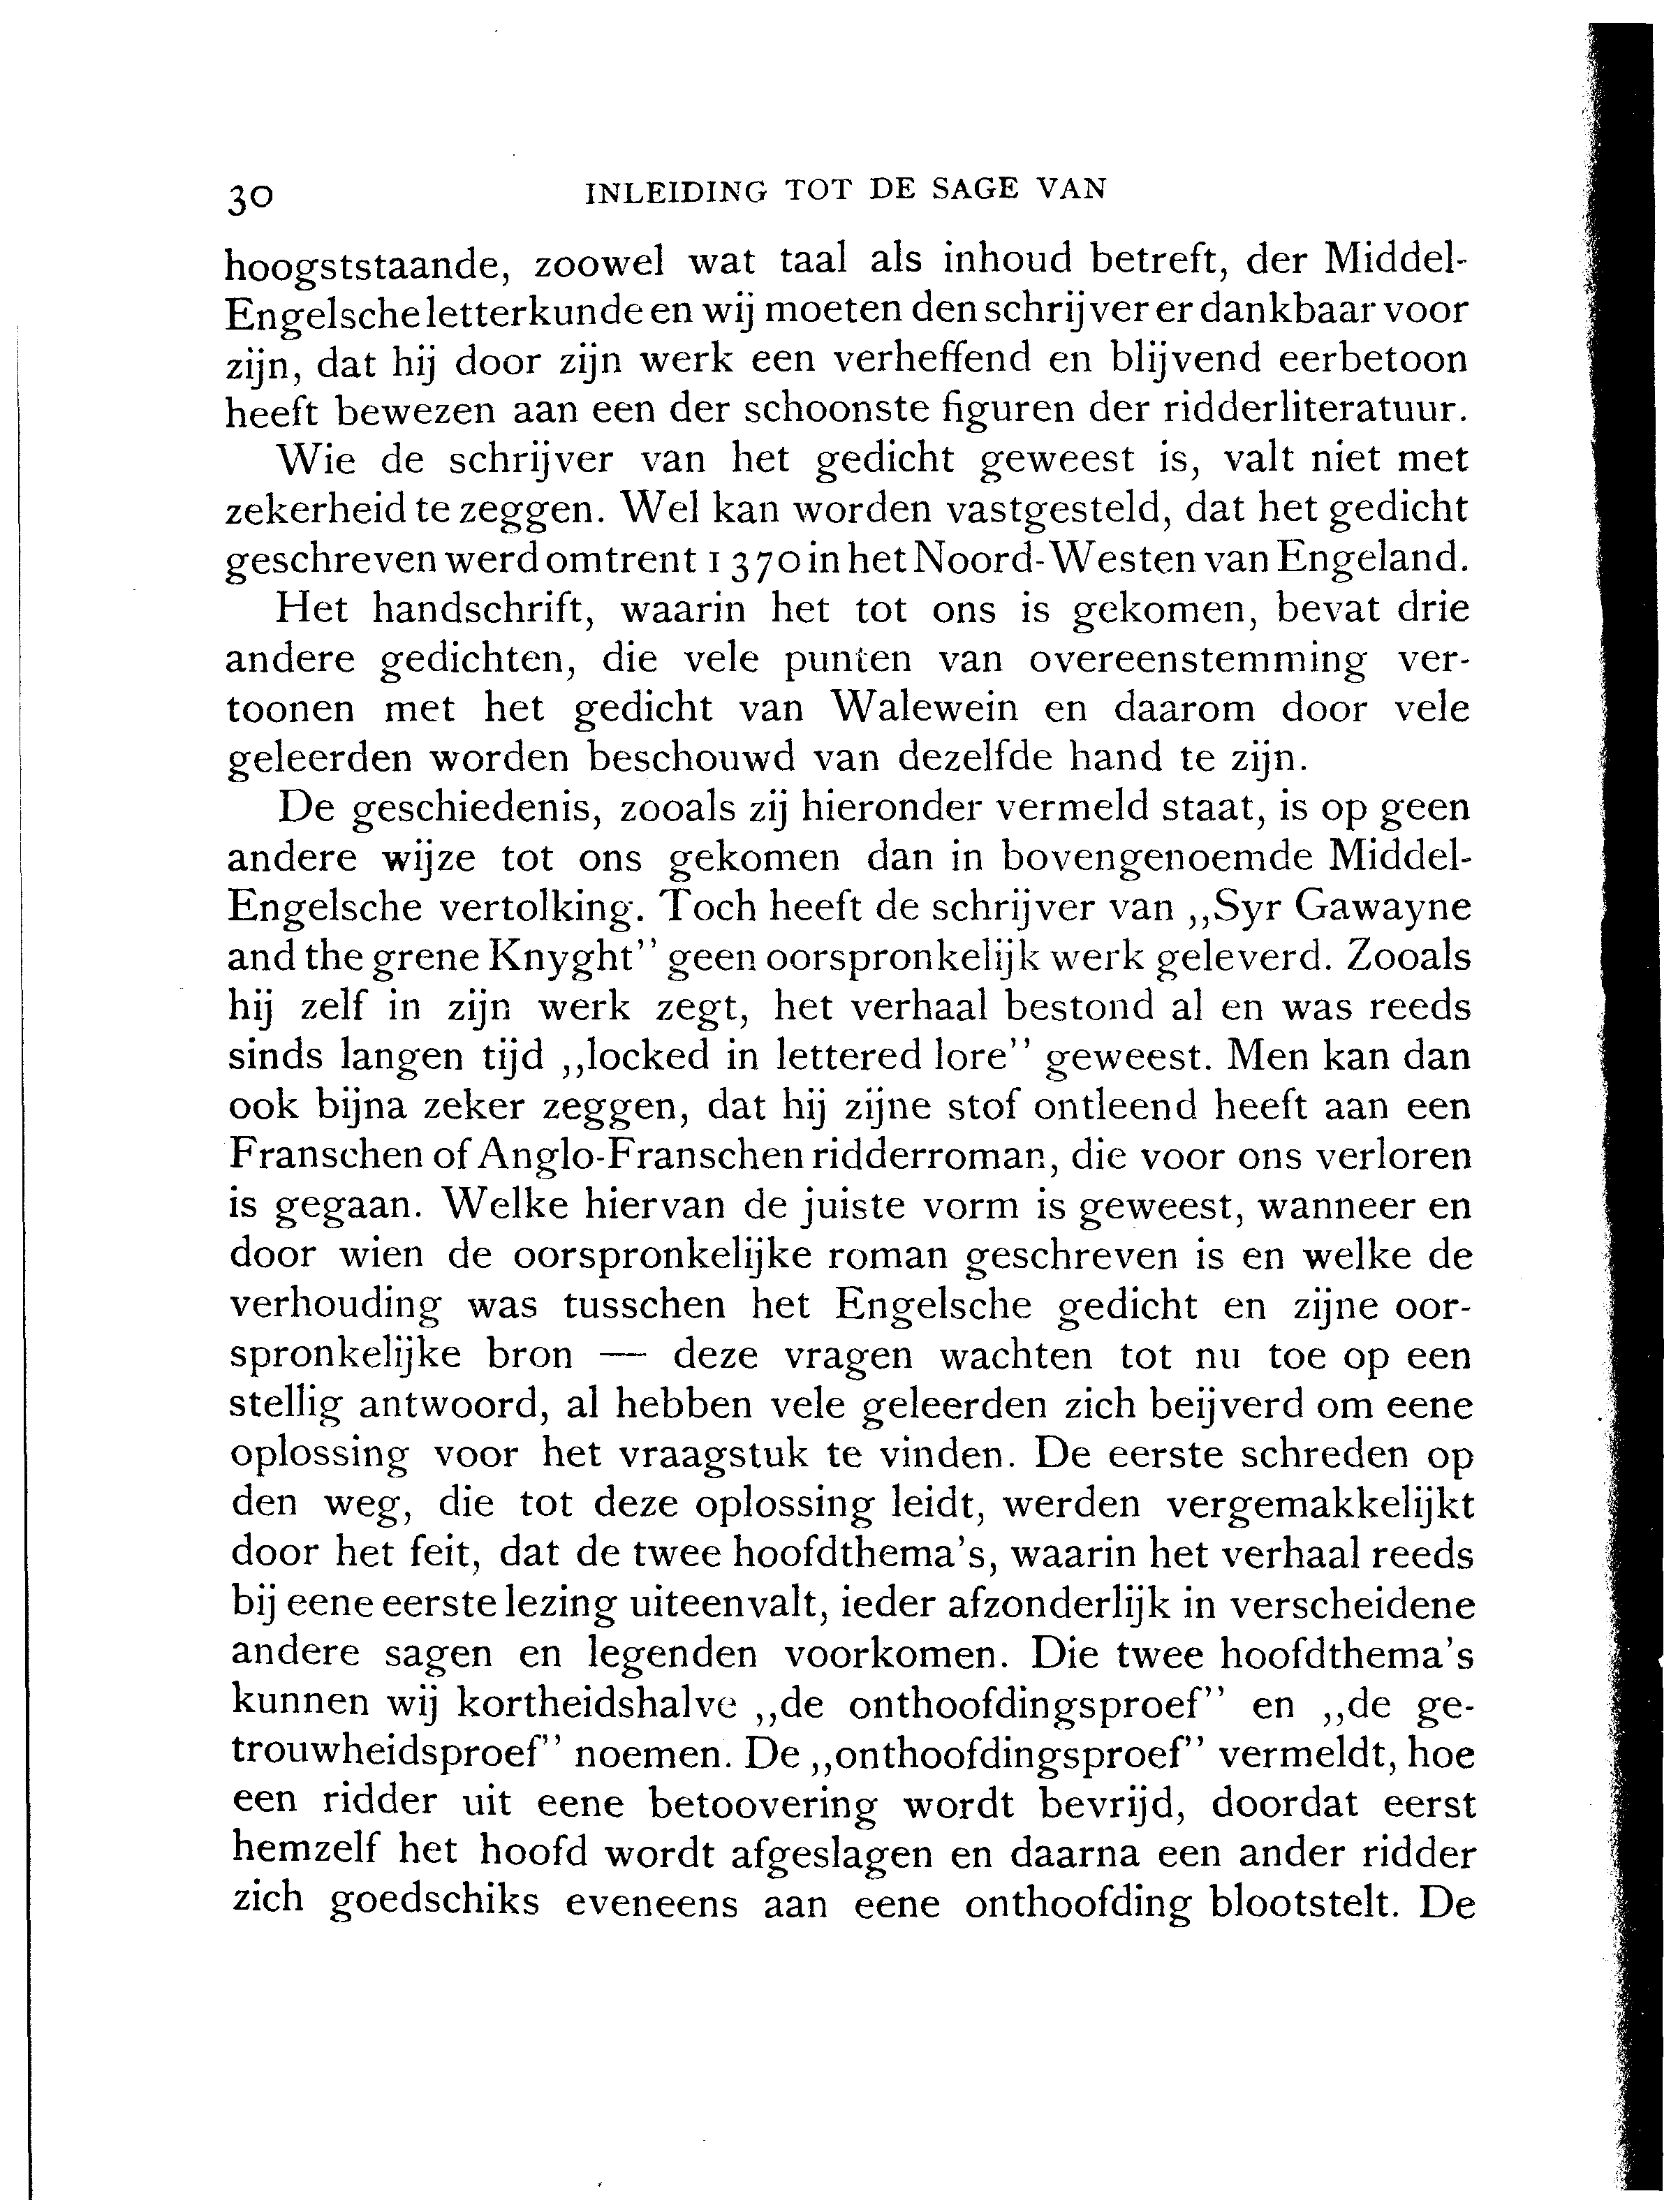 30 INLEIDING TOT DE SAGE VAN
hoogststaande, zoowel wat taal als inhoud betreft, der Middel-
Engelsche letterkunde en wij moeten den schrijver er dankbaar voor
zijn, dat hij door zijn werk een verheffend en blijvend eerbetoon
heeft bewezen aan een der schoonste figuren der ridderliteratuur.
Wie de schrijver van het gedicht geweest is, valt niet met
zekerheid te zeggen. Wel kan worden vastgesteld, dat het gedicht
geschreven werd omtrent 1370 in het Noord-Westen van Engeland.
Het handschrift, waarin het tot ons is gekomen, bevat drie
andere gedichten, die vele punten van overeenstemming ver-
toonen met het gedicht van Walewein en daarom door vele
geleerden worden beschouwd van dezelfde hand te zijn.
De geschiedenis, zooals zij hieronder vermeld staat, is op geen
andere wijze tot ons gekomen dan in bovengenoemde Middel-
Engelsche vertolking. Toch heeft de schrijver van ,,Syr Gawayne
and the grene Knyght'' geen oorspronkelijk werk geleverd. Zooals
hij zelf in zijn werk zegt, het verhaal bestond al en was reeds
sinds langen tijd ,,locked in lettered lore'' geweest. Men kan dan
ook bijna zeker zeggen, dat hij zijne stof ontleend heeft aan een
Franschen of Anglo-Franschen ridderroman, die voor ons verloren
is gegaan. Welke hiervan de juiste vorm is geweest, wanneer en
door wien de oorspronkelijke roman geschreven is en welke de
verhouding was tusschen het Engelsche gedicht en zijne oor-
spronkelijke bron — deze vragen wachten tot nu toe op een
stellig antwoord, al hebben vele geleerden zich beijverd om eene
oplossing voor het vraagstuk te vinden. De eerste schreden op
den weg, die tot deze oplossing leidt, werden vergemakkelijkt
door het feit, dat de twee hoofdthema's, waarin het verhaal reeds
bij eene eerste lezing uiteenvalt, ieder afzonderlijk in verscheidene
andere sagen en legenden voorkomen. Die twee hoofdthema's
kunnen wij kortheidshalve ,,de onthoofdingsproef'' en ,,de ge-
trouwheidsproef'' noemen. De ,,onthoofdingsproef'' vermeldt, hoe
een ridder uit eene betoovering wordt bevrijd, doordat eerst
hemzelf het hoofd wordt afgeslagen en daarna een ander ridder
zich goedschiks eveneens aan eene onthoofding blootstelt. De